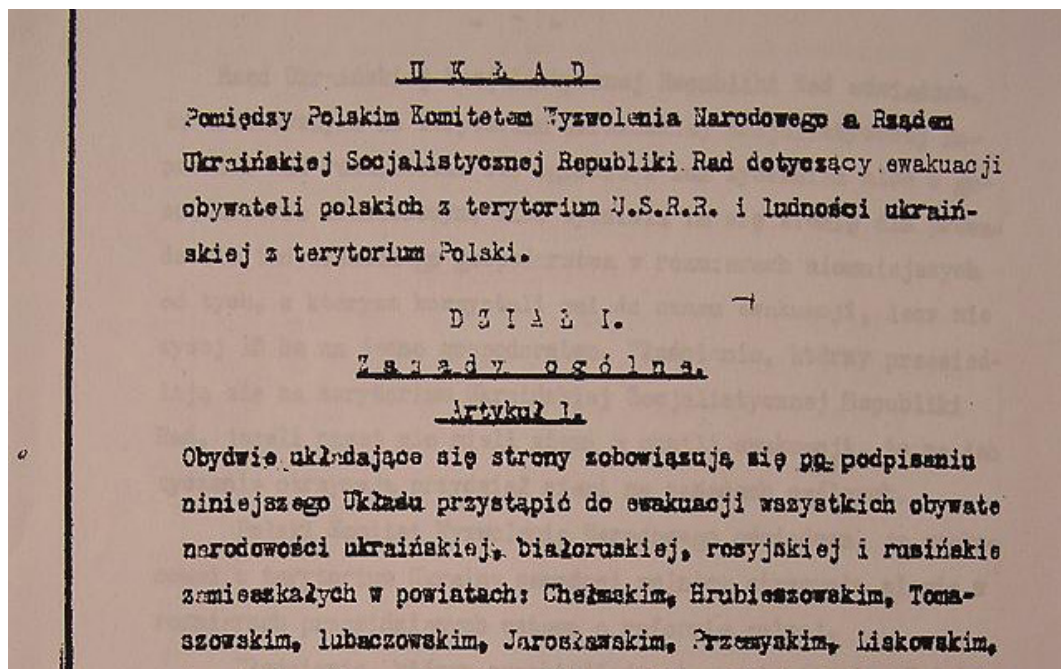 U K Ł A D
Pomiędzy Polskim Komitetem Wyzwolenia Narodowego a Rządem
Ukraińskiej Socjalistycznej Republiki Rad dotyczący ewakuacji
obywateli polskich z terytorium U.S.R.R. i ludności ukraiń-
skiej z terytorium Polski.
D Z I A Ł I.
Z a s a d y o g ó l n e.
Artykuł 1.
Obydwie układające się strony zobowiązują się po podpisaniu
niniejszego Układu przystąpić do ewakuacji wszystkich obywate
narodowości ukraińskiej, białoruskiej, rosyjskiej i rusińskie
zamieszkałych w powiatach: Chełmskim, Hrubieszowskim, Toma-
szowskim, lubaczowskim, Jarosławskim, Przemyskim, Liskowskim,